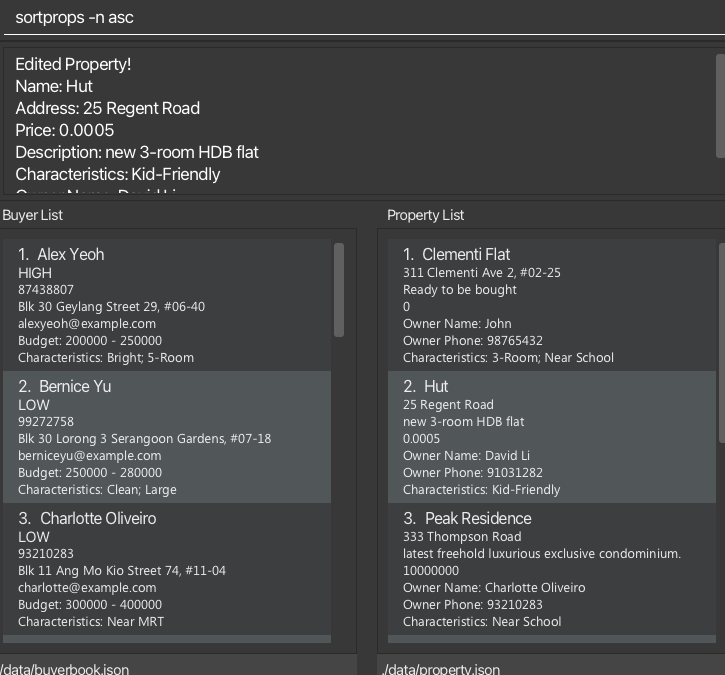 sortprops -n asc
Edited Property!
Name: Hut
Address: 25 Regent Road
Price: 0.0005
Description: new 3-room HDB flat
Characteristics: Kid-Friendly
Owner Name: David Li
Buyer List
1. Alex Yeoh
HIGH
87438807
Blk 30 Geylang Street 29, #06-40
alexyeoh@example.com
Budget: 200000 - 250000
Characteristics: Bright; 5-Room
2. Bernice Yu
LOW
99272758
Blk 30 Lorong 3 Serangoon Gardens, #07-18
berniceyu@example.com
Budget: 250000 - 280000
Characteristics: Clean; Large
3. Charlotte Oliveiro
LOW
93210283
Blk 11 Ang Mo Kio Street 74, #11-04
charlotte@example.com
Budget: 300000 - 400000
Characteristics: Near MRT
/data/buyerbook.json
Property List
1. Clementi Flat
311 Clementi Ave 2, #02-25
Ready to be bought
0
Owner Name: John
Owner Phone: 98765432
Characteristics: 3-Room; Near School
2. Hut
25 Regent Road
new 3-room HDB flat
0.0005
Owner Name: David Li
Owner Phone: 91031282
Characteristics: Kid-Friendly
3. Peak Residence
333 Thompson Road
latest freehold luxurious exclusive condominium.
10000000
Owner Name: Charlotte Oliveiro
Owner Phone: 93210283
Characteristics: Near School
./data/property.json